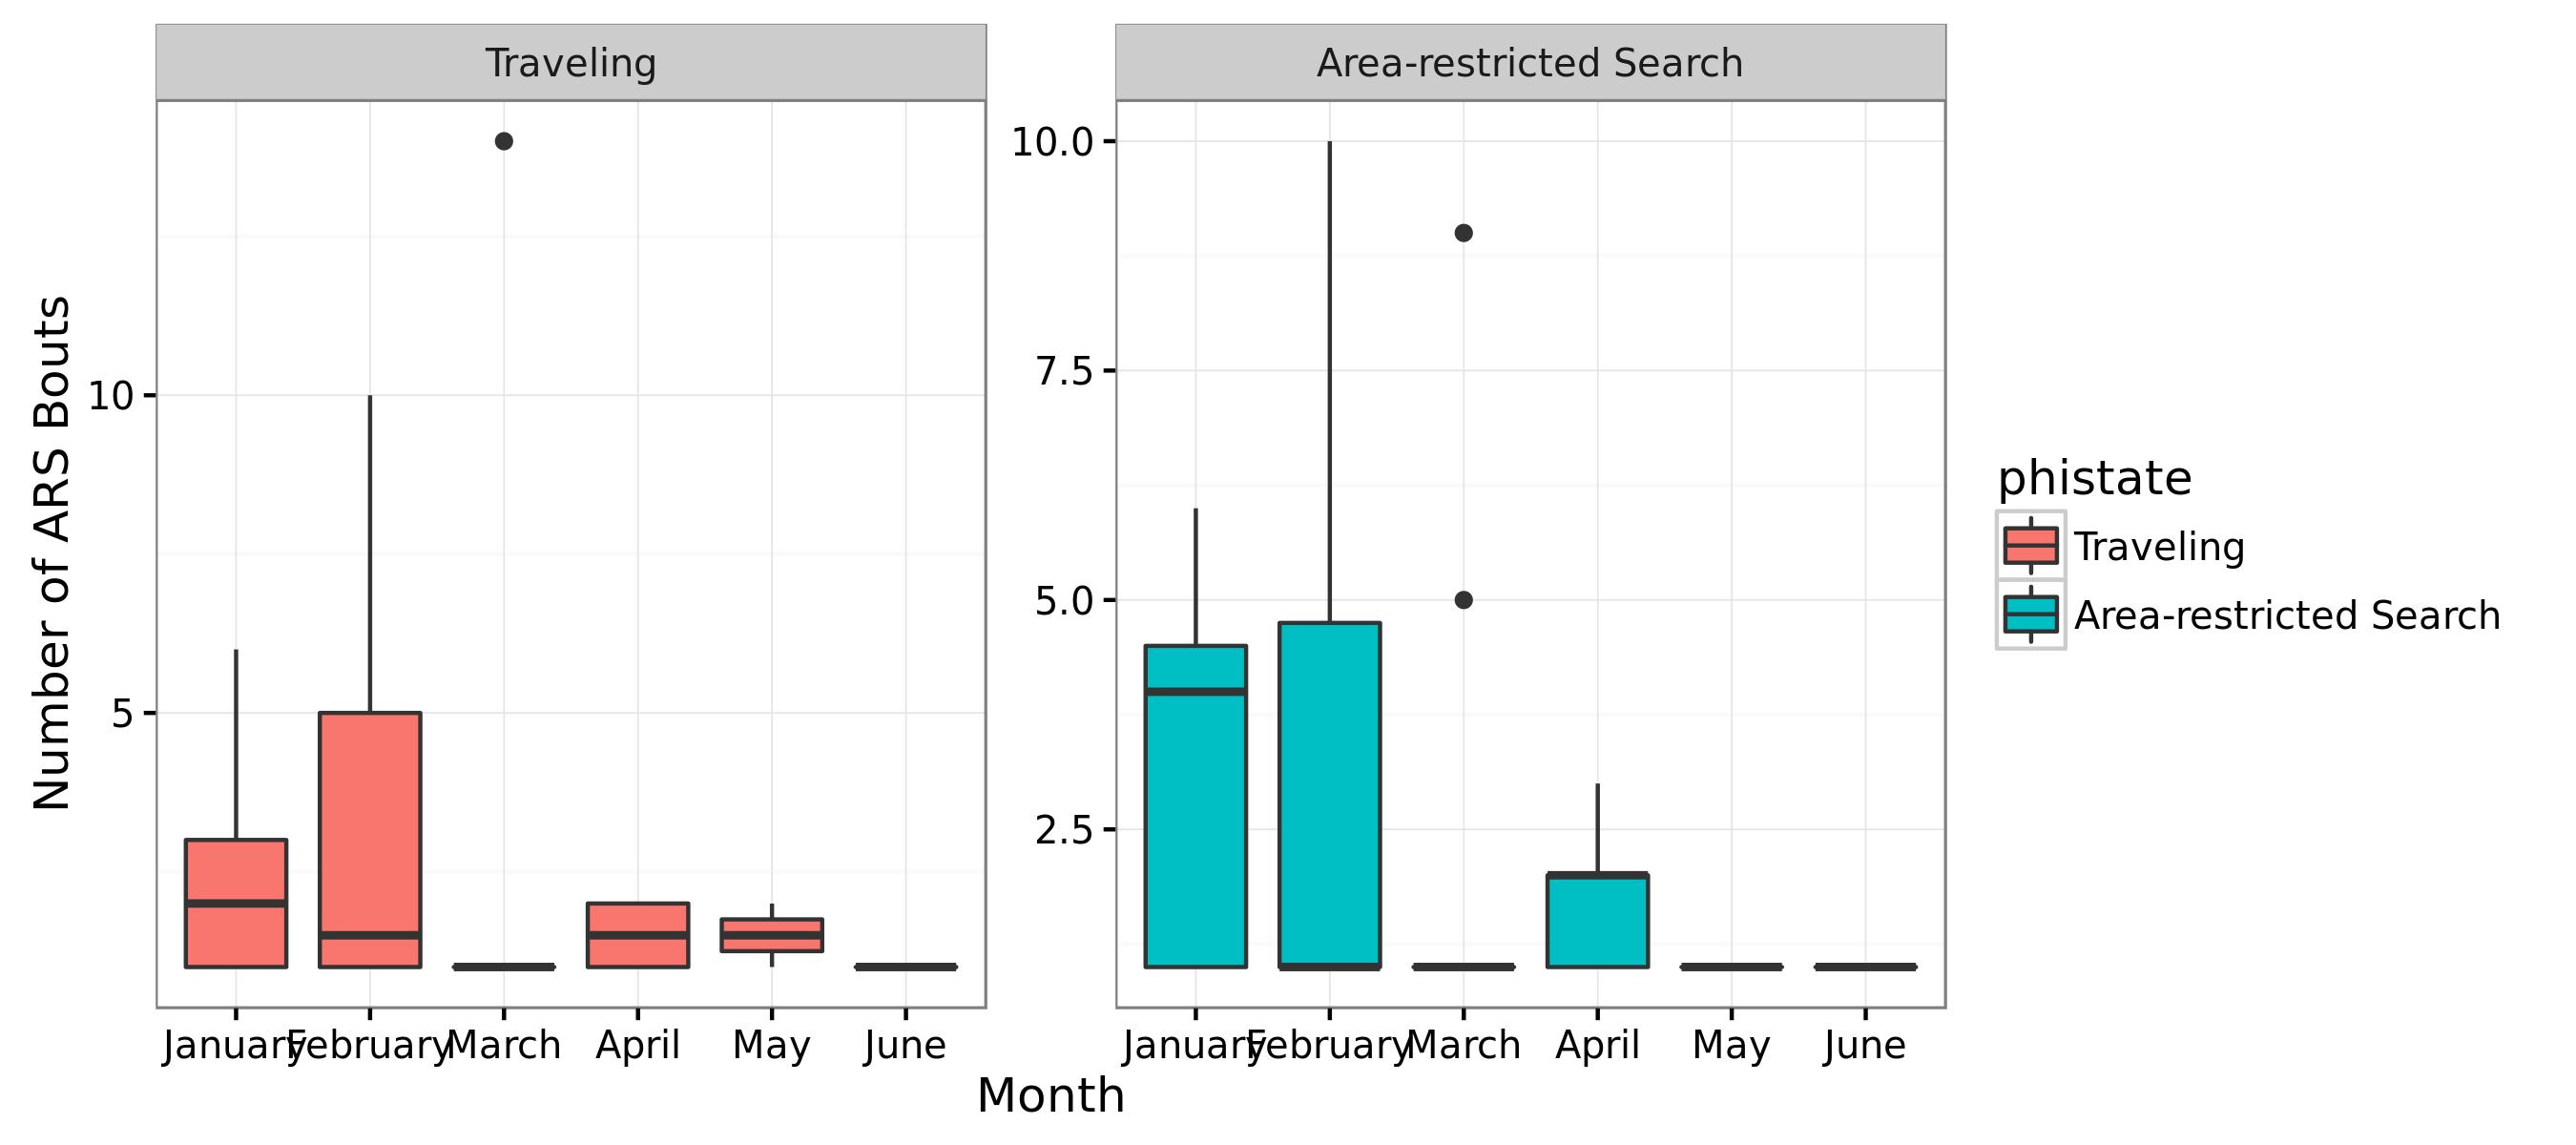 Traveling
Area-restricted Search
Number of ARS Bouts
10
5
10.0
7.5
5.0
2.5
January February March April May June
January February March April May June
Month
phistate
Traveling
Area-restricted Search